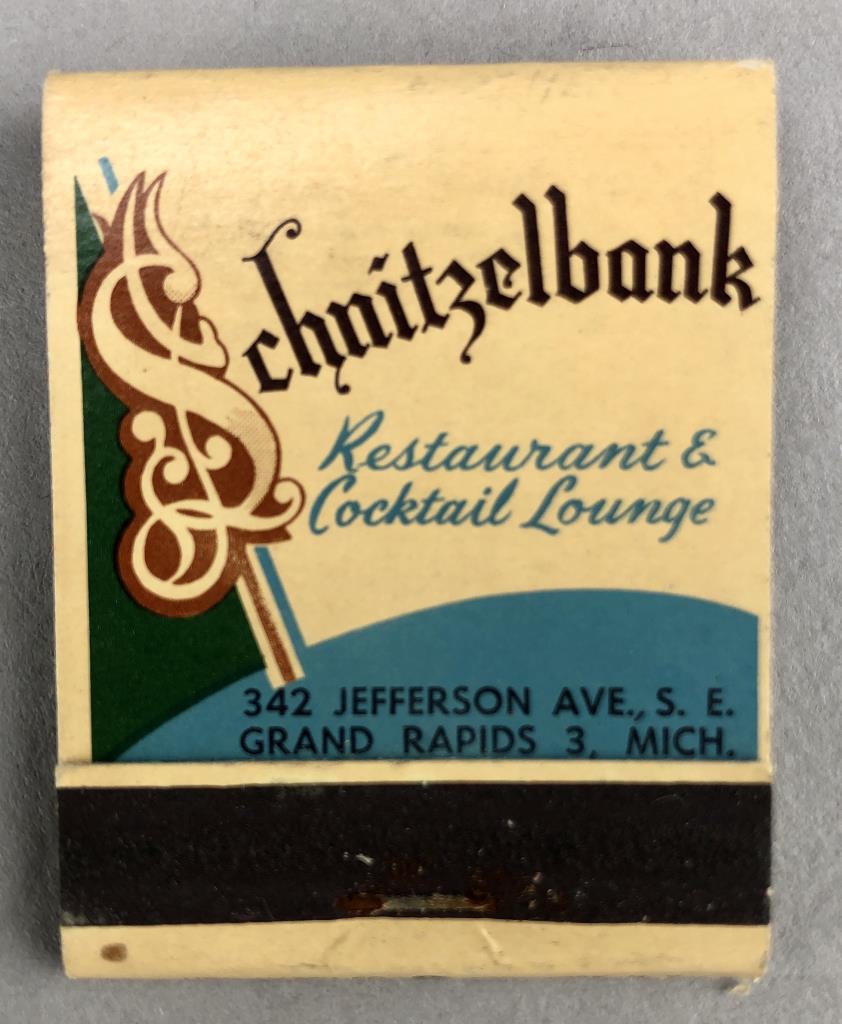 Schnitzelbank
Restaurant &
Cocktail Lounge
342 JEFFERSON AVE., S. E.
GRAND RAPIDS 3, MICH.